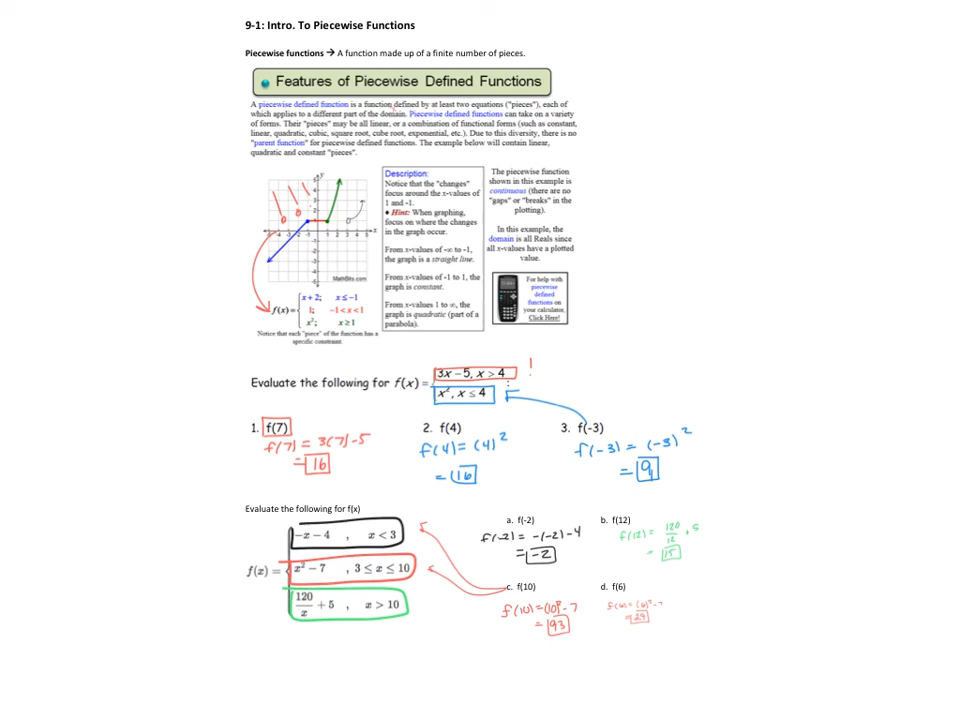 9-1: Intro. To Piecewise Functions
Piecewise functions → A function made up of a finite number of pieces.
Features of Piecewise Defined Functions
A piecewise defined function is a function defined by at least two equations ("pieces"), each of
which applies to a different part of the domain. Piecewise defined functions can take on a variety
of forms. Their "pieces" may be all linear, or a combination of functional forms (such as constant,
linear, quadratic, cubic, square root, cube root, exponential, etc.). Due to this diversity, there is no
"parent function" for piecewise defined functions. The example below will contain linear,
quadratic and constant "pieces".
MathBits.com
f(x) =
x + 2; x ≤ −1
1; −1 < x < 1
x²; x ≥ 1
Notice that each "piece" of the function has a
specific constraint.
Description:
Notice that the "changes"
focus around the x-values of
1 and -1.
♦ Hint: When graphing,
focus on where the changes
in the graph occur.
From x-values of -∞ to -1,
the graph is a straight line.
From x-values of -1 to 1, the
graph is constant.
From x-values 1 to ∞, the
graph is quadratic (part of a
parabola).
The piecewise function
shown in this example is
continuous (there are no
"gaps" or "breaks" in the
plotting).
In this example, the
domain is all Reals since
all x-values have a plotted
value.
For help with
piecewise
defined
functions on
your calculator,
Click Here!
Evaluate the following for f(x) =
3x − 5, x > 4
x², x ≤ 4
!
1. f(7)
f(7) = 3(7) - 5
= 16
2. f(4)
f(4) = (4)²
= 16
3. f(-3)
f(-3) = (-3)²
= 9
Evaluate the following for f(x)
f(x) =
−x − 4 , x < 3
x² − 7 , 3 ≤ x ≤ 10
120/x + 5 , x > 10
a. f(-2)
f(-2) = -(-2) - 4
= -2
b. f(12)
f(12) = 120/12 + 5
= 15
c. f(10)
f(10) = (10)² - 7
= 93
d. f(6)
f(6) = (6)² - 7
= 29